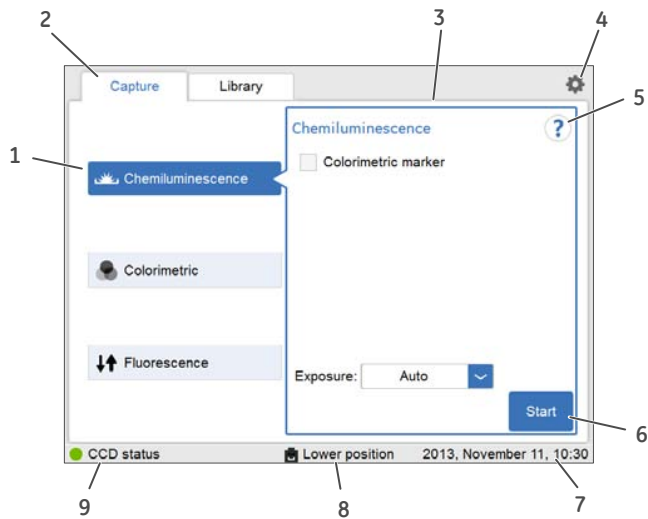 2
3
4
Capture
Library
5
Chemiluminescence
?
1
Colorimetric marker
Chemiluminescence
Colorimetric
Fluorescence
Exposure:
Auto
Start
6
CCD status
Lower position
2013, November 11, 10:30
9
8
7